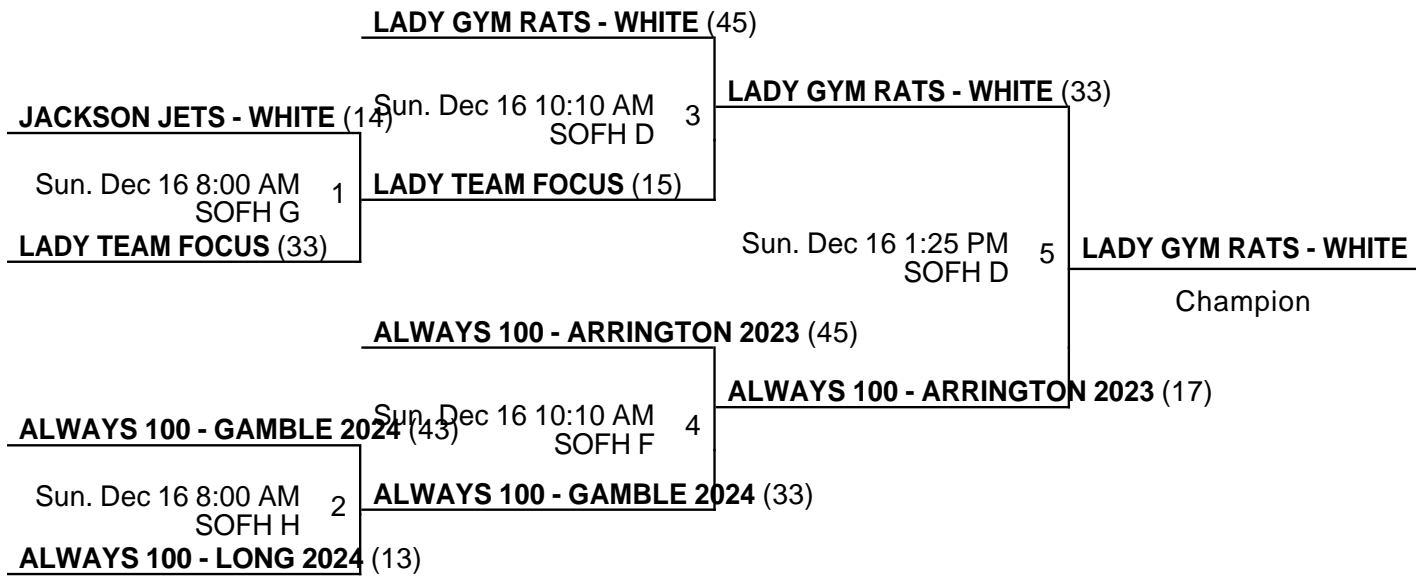 LADY GYM RATS - WHITE (45)
Sun. Dec 16 10:10 AM
SOFH D
3
LADY GYM RATS - WHITE (33)
JACKSON JETS - WHITE (14)
Sun. Dec 16 8:00 AM
SOFH G
1
LADY TEAM FOCUS (15)
LADY TEAM FOCUS (33)
Sun. Dec 16 1:25 PM
SOFH D
5
LADY GYM RATS - WHITE
Champion
ALWAYS 100 - ARRINGTON 2023 (45)
Sun. Dec 16 10:10 AM
SOFH F
4
ALWAYS 100 - ARRINGTON 2023 (17)
ALWAYS 100 - GAMBLE 2024 (43)
Sun. Dec 16 8:00 AM
SOFH H
2
ALWAYS 100 - GAMBLE 2024 (33)
ALWAYS 100 - LONG 2024 (13)